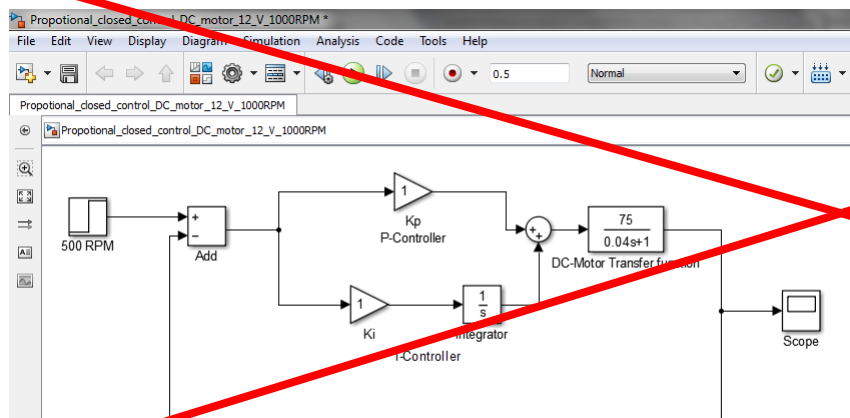 Propotional_closed_control_DC_motor_12_V_1000RPM *
File Edit View Display Diagram Simulation Analysis Code Tools Help
0.5 Normal
Propotional_closed_control_DC_motor_12_V_1000RPM
Propotional_closed_control_DC_motor_12_V_1000RPM
500 RPM
+
−
Add
1
Kp
P-Controller
+
+
75
0.04s+1
DC-Motor Transfer function
1
Ki
I-Controller
1
s
Integrator
Scope